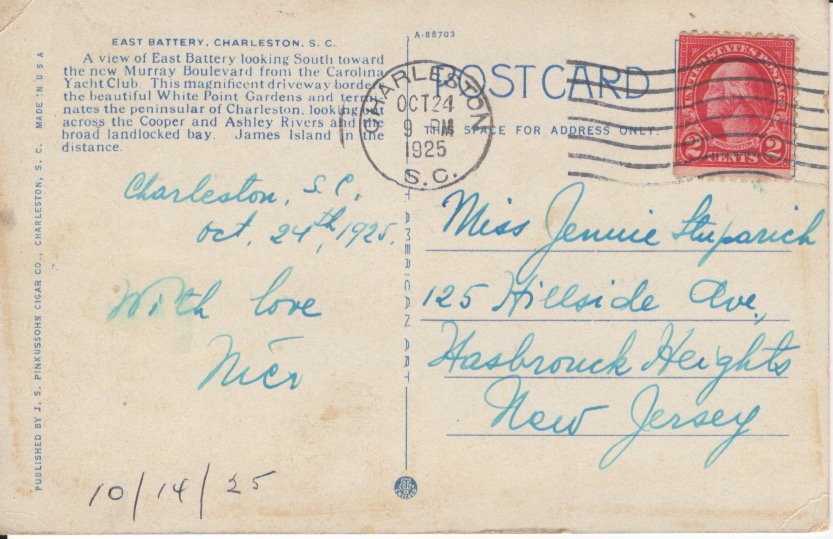 EAST BATTERY, CHARLESTON, S. C.
A view of East Battery looking South toward
the new Murray Boulevard from the Carolina
Yacht Club. This magnificent driveway borders
the beautiful White Point Gardens and termi-
nates the peninsular of Charleston, looking out
across the Cooper and Ashley Rivers and the
broad landlocked bay. James Island in the
distance.
PUBLISHED BY J. S. PINKUSSOHN CIGAR CO., CHARLESTON, S. C. MADE IN U S A
Charleston, S.C.
Oct. 24th, 1925.
With love
Nico
10/14/25
A-88703
POST CARD
THIS SPACE FOR ADDRESS ONLY.
CHARLESTON
OCT 24
9 PM
1925
S.C.
UNITED STATES POSTAGE
WASHINGTON
2 CENTS 2
AMERICAN ART
Miss Jennie Stuparich
125 Hillside Ave.,
Hasbrouck Heights
New Jersey